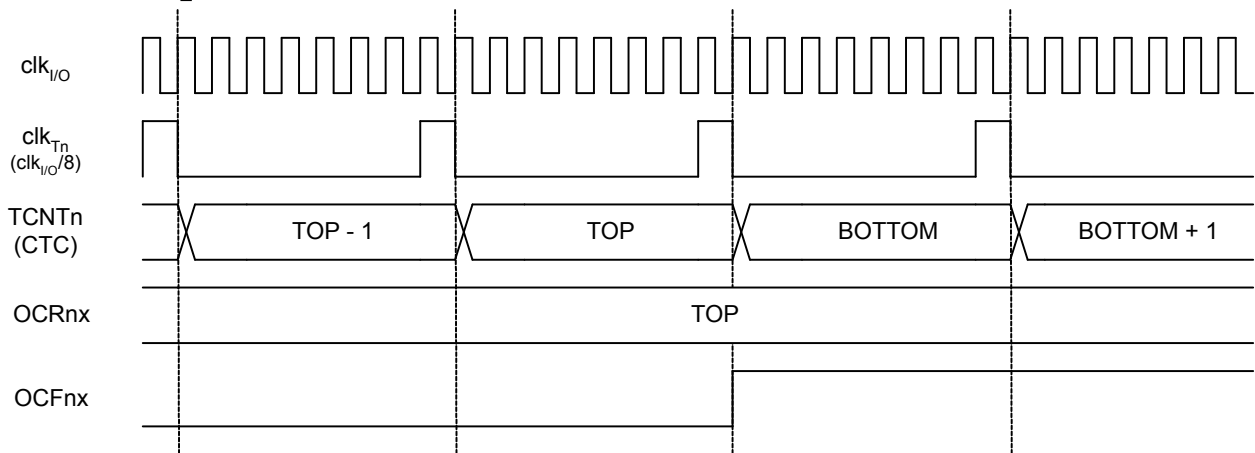 clkI/O
clkTn
(clkI/O/8)
TCNTn
(CTC)
TOP - 1
TOP
BOTTOM
BOTTOM + 1
OCRnx
TOP
OCFnx